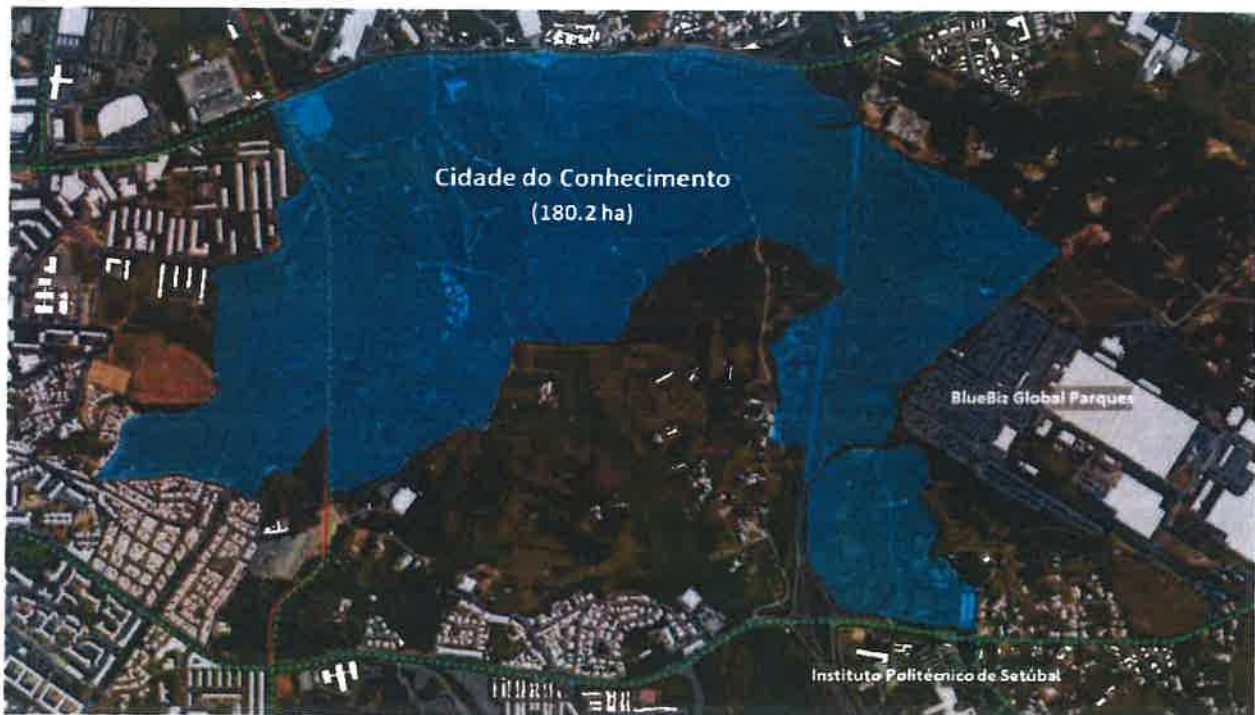 Cidade do Conhecimento
(180.2 ha)
BlueBiz Global Parques
Instituto Politécnico de Setúbal